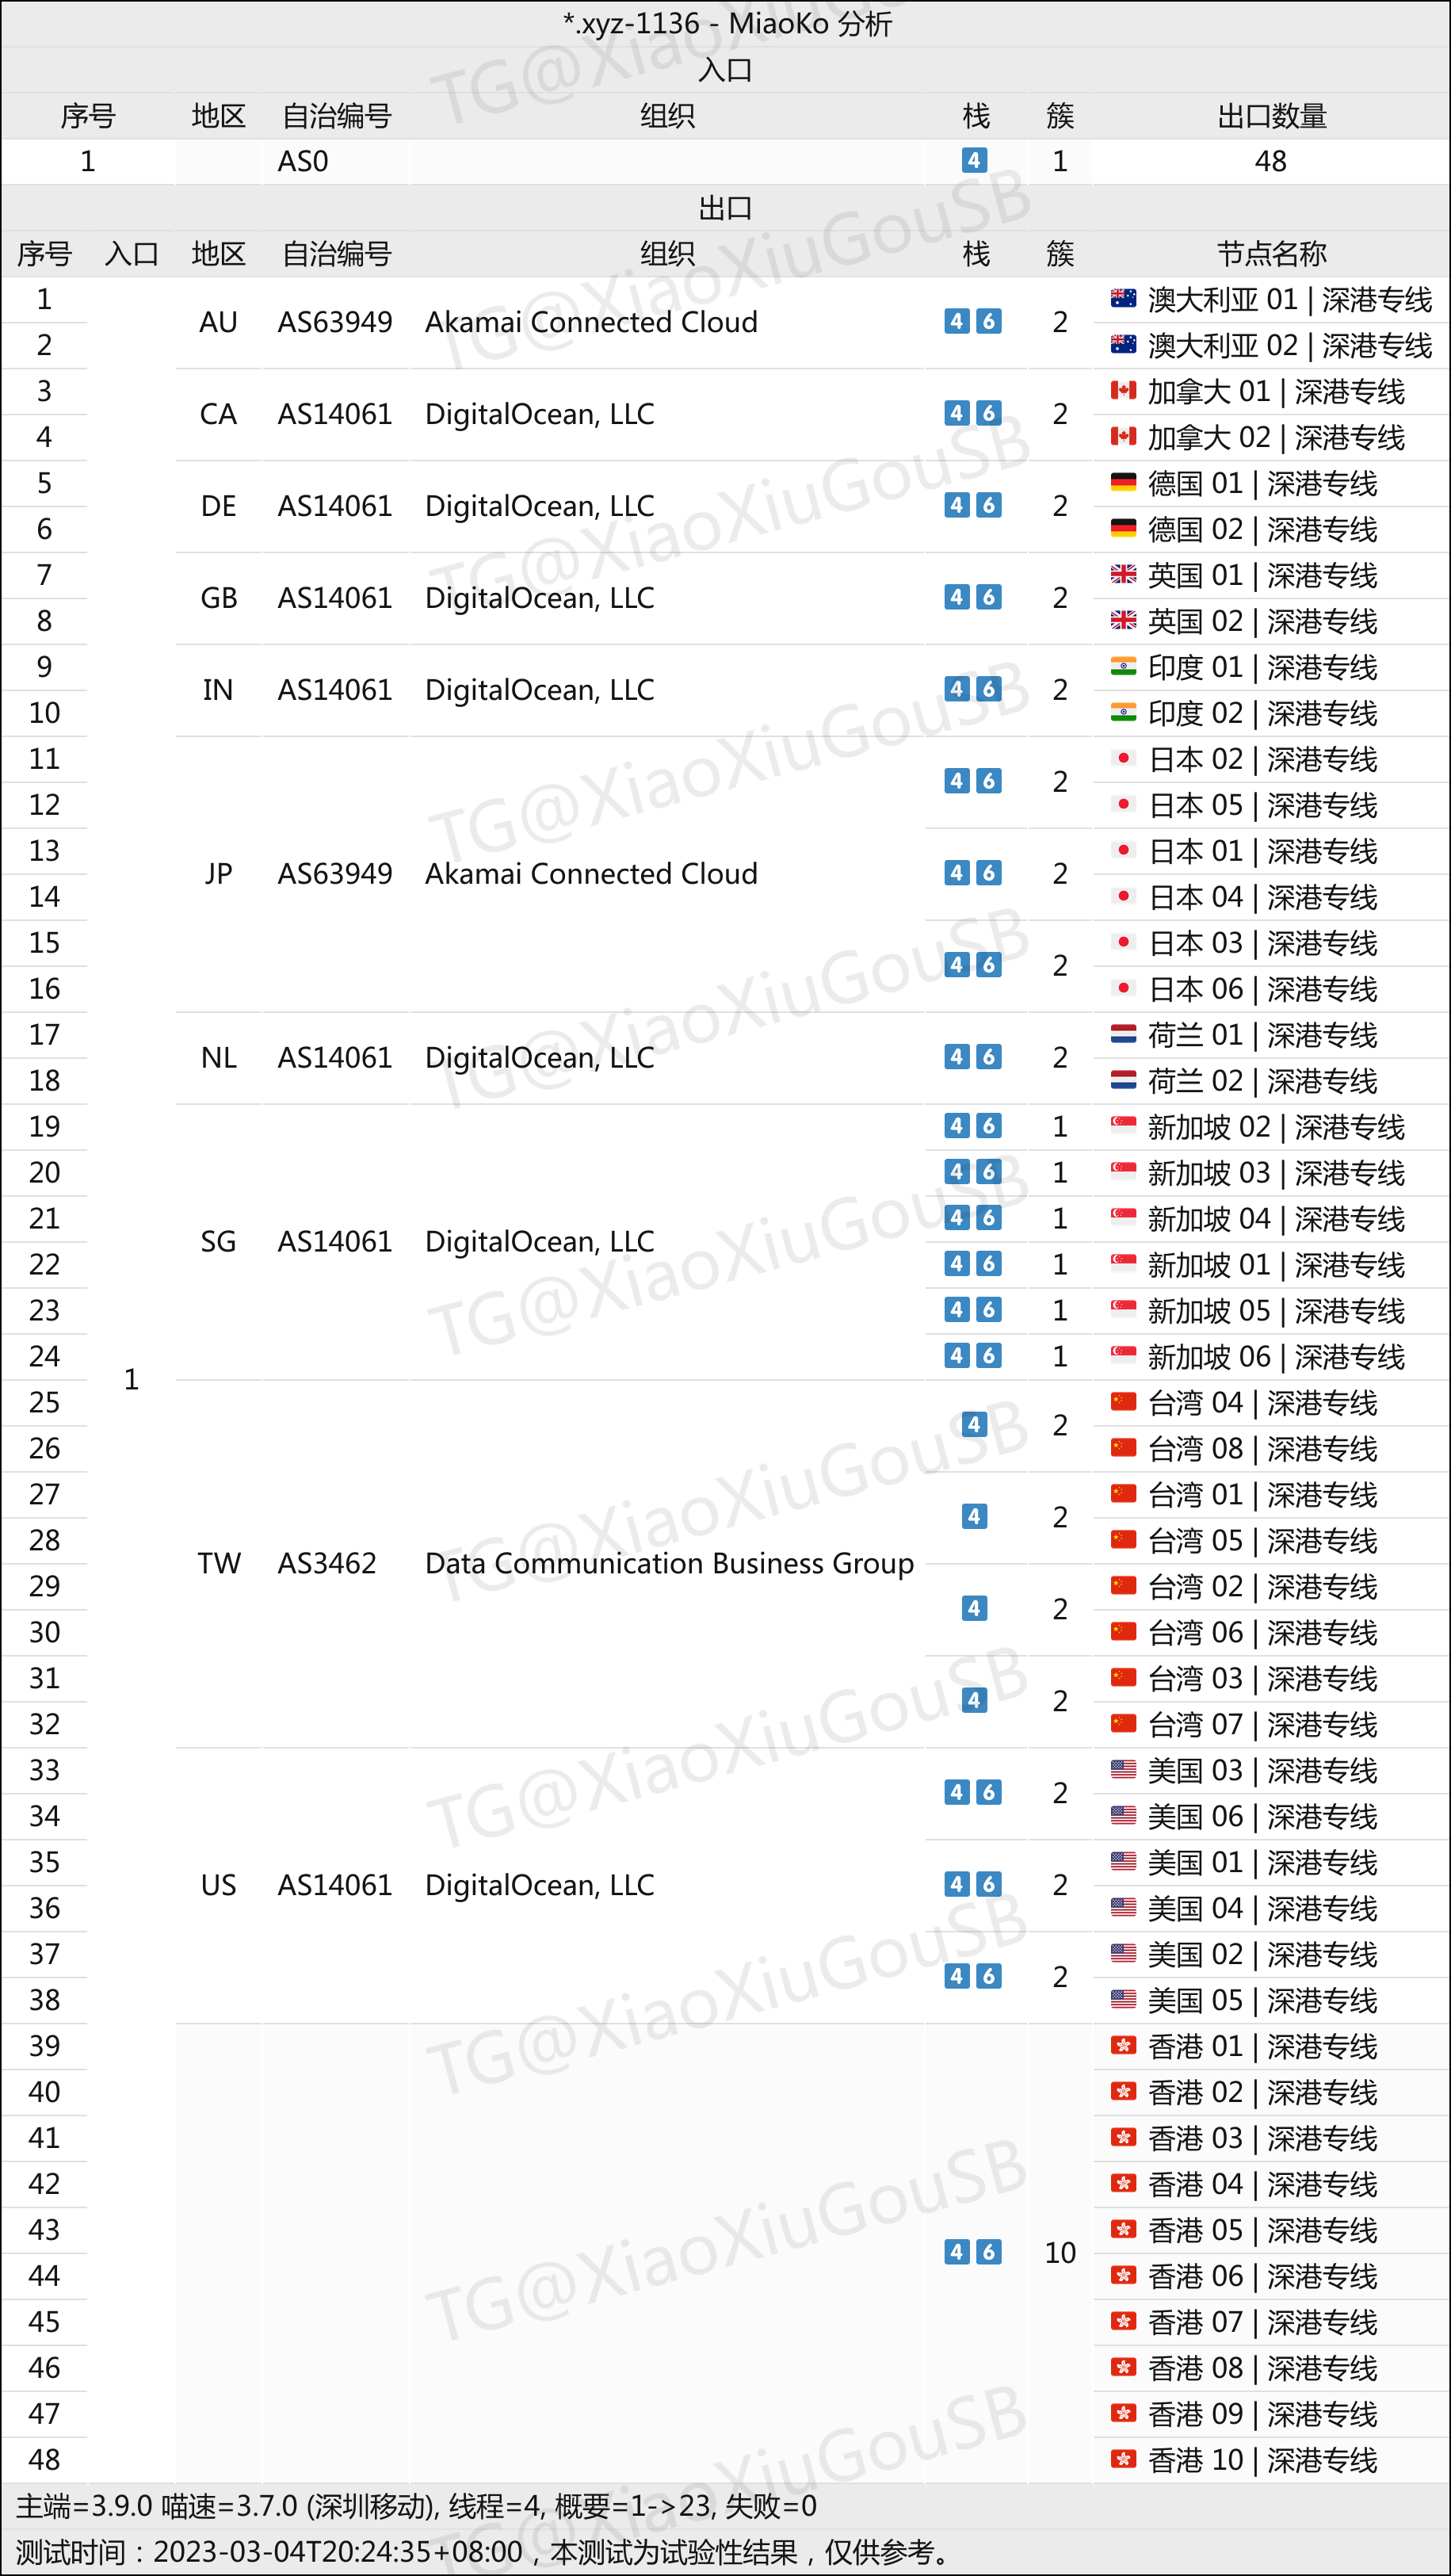 *.xyz-1136 - MiaoKo 分析
入口
序号 地区 自治编号 组织 栈 簇 出口数量
1 AS0 4 1 48
出口
序号 入口 地区 自治编号 组织 栈 簇 节点名称
1 澳大利亚 01 | 深港专线
AU AS63949 Akamai Connected Cloud 4 6 2
2 澳大利亚 02 | 深港专线
3 加拿大 01 | 深港专线
CA AS14061 DigitalOcean, LLC 4 6 2
4 加拿大 02 | 深港专线
5 德国 01 | 深港专线
DE AS14061 DigitalOcean, LLC 4 6 2
6 德国 02 | 深港专线
7 英国 01 | 深港专线
GB AS14061 DigitalOcean, LLC 4 6 2
8 英国 02 | 深港专线
9 印度 01 | 深港专线
IN AS14061 DigitalOcean, LLC 4 6 2
10 印度 02 | 深港专线
11 日本 02 | 深港专线
4 6 2
12 日本 05 | 深港专线
13 日本 01 | 深港专线
JP AS63949 Akamai Connected Cloud 4 6 2
14 日本 04 | 深港专线
15 日本 03 | 深港专线
4 6 2
16 日本 06 | 深港专线
17 荷兰 01 | 深港专线
NL AS14061 DigitalOcean, LLC 4 6 2
18 荷兰 02 | 深港专线
19 4 6 1 新加坡 02 | 深港专线
20 4 6 1 新加坡 03 | 深港专线
21 4 6 1 新加坡 04 | 深港专线
SG AS14061 DigitalOcean, LLC
22 4 6 1 新加坡 01 | 深港专线
23 4 6 1 新加坡 05 | 深港专线
24 4 6 1 新加坡 06 | 深港专线
1
25 台湾 04 | 深港专线
4 2
26 台湾 08 | 深港专线
27 台湾 01 | 深港专线
4 2
28 台湾 05 | 深港专线
TW AS3462 Data Communication Business Group
29 台湾 02 | 深港专线
4 2
30 台湾 06 | 深港专线
31 台湾 03 | 深港专线
4 2
32 台湾 07 | 深港专线
33 美国 03 | 深港专线
4 6 2
34 美国 06 | 深港专线
35 美国 01 | 深港专线
US AS14061 DigitalOcean, LLC 4 6 2
36 美国 04 | 深港专线
37 美国 02 | 深港专线
4 6 2
38 美国 05 | 深港专线
39 香港 01 | 深港专线
40 香港 02 | 深港专线
41 香港 03 | 深港专线
42 香港 04 | 深港专线
43 香港 05 | 深港专线
4 6 10
44 香港 06 | 深港专线
45 香港 07 | 深港专线
46 香港 08 | 深港专线
47 香港 09 | 深港专线
48 香港 10 | 深港专线
主端=3.9.0 喵速=3.7.0 (深圳移动), 线程=4, 概要=1->23, 失败=0
测试时间：2023-03-04T20:24:35+08:00，本测试为试验性结果，仅供参考。
TG@XiaoXiuGouSB
TG@XiaoXiuGouSB
TG@XiaoXiuGouSB
TG@XiaoXiuGouSB
TG@XiaoXiuGouSB
TG@XiaoXiuGouSB
TG@XiaoXiuGouSB
TG@XiaoXiuGouSB
TG@XiaoXiuGouSB
TG@XiaoXiuGouSB
TG@XiaoXiuGouSB